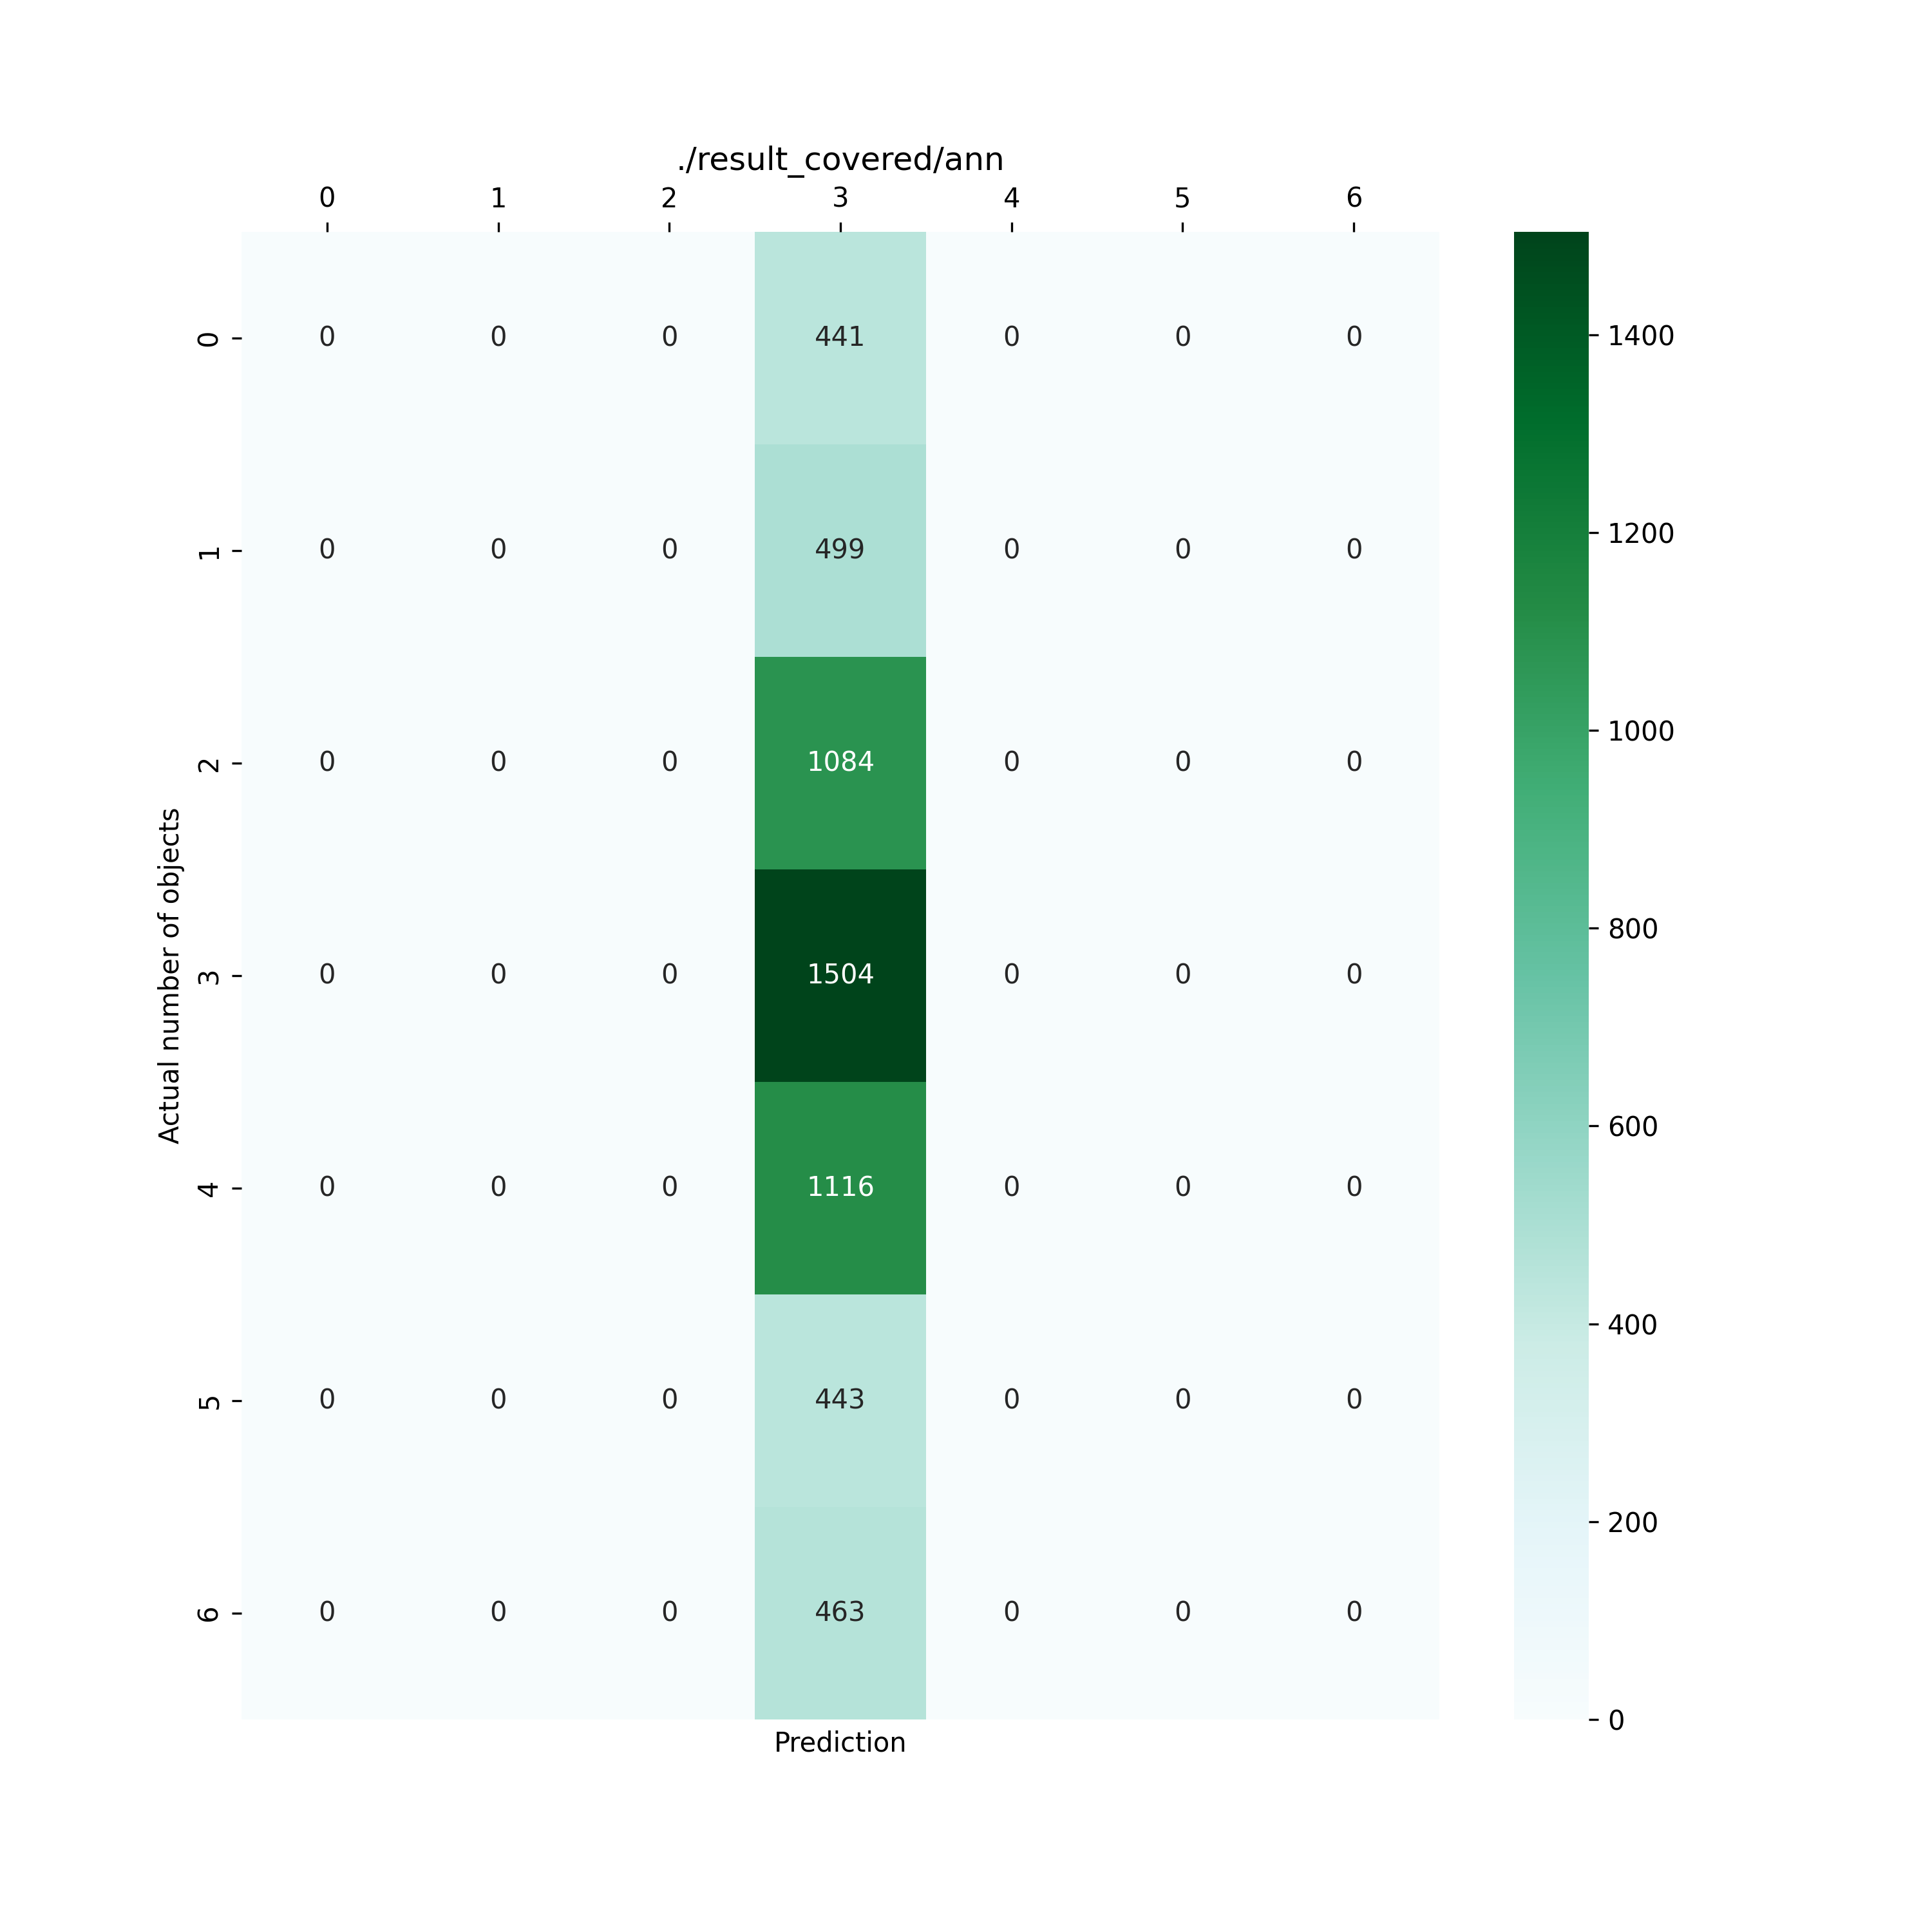 ./result_covered/ann
0 1 2 3 4 5 6
0 0 0 0 441 0 0 0 1400
1 0 0 0 499 0 0 0 1200
2 0 0 0 1084 0 0 0 1000
Actual number of objects
3 0 0 0 1504 0 0 0 800
4 0 0 0 1116 0 0 0 600
5 0 0 0 443 0 0 0 400
6 0 0 0 463 0 0 0 200
0
Prediction